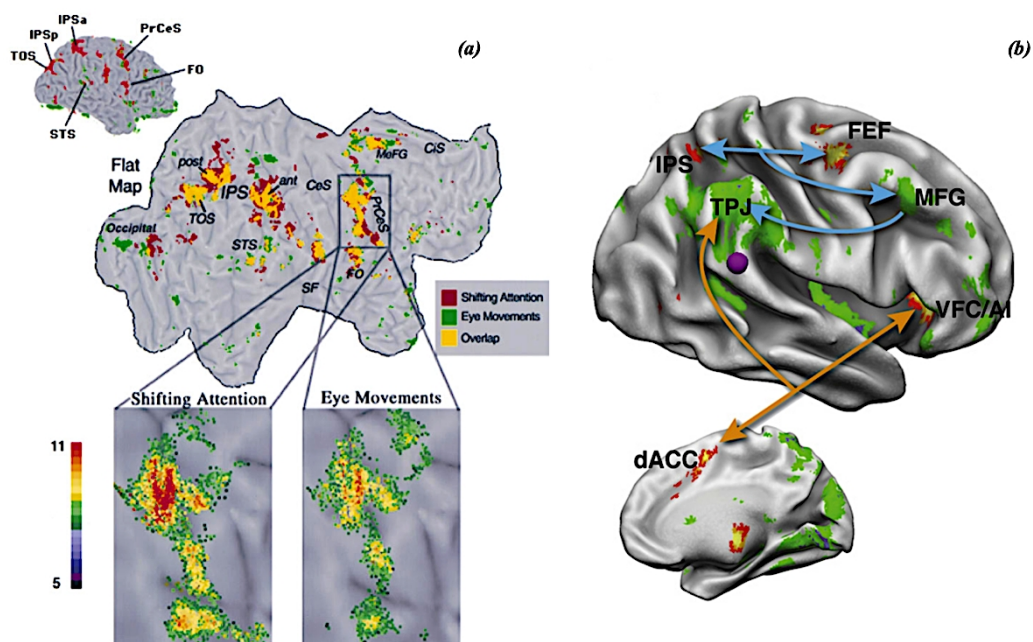 (a)
IPSa
IPSp
PrCeS
TOS
FO
STS
Flat
Map
post
IPS
ant
TOS
Occipital
STS
SF
CeS
MeFG
CiS
PrCeS
FO
Shifting Attention
Eye Movements
Overlap
Shifting Attention
Eye Movements
11
5
(b)
FEF
IPS
MFG
TPJ
VFC/AI
dACC